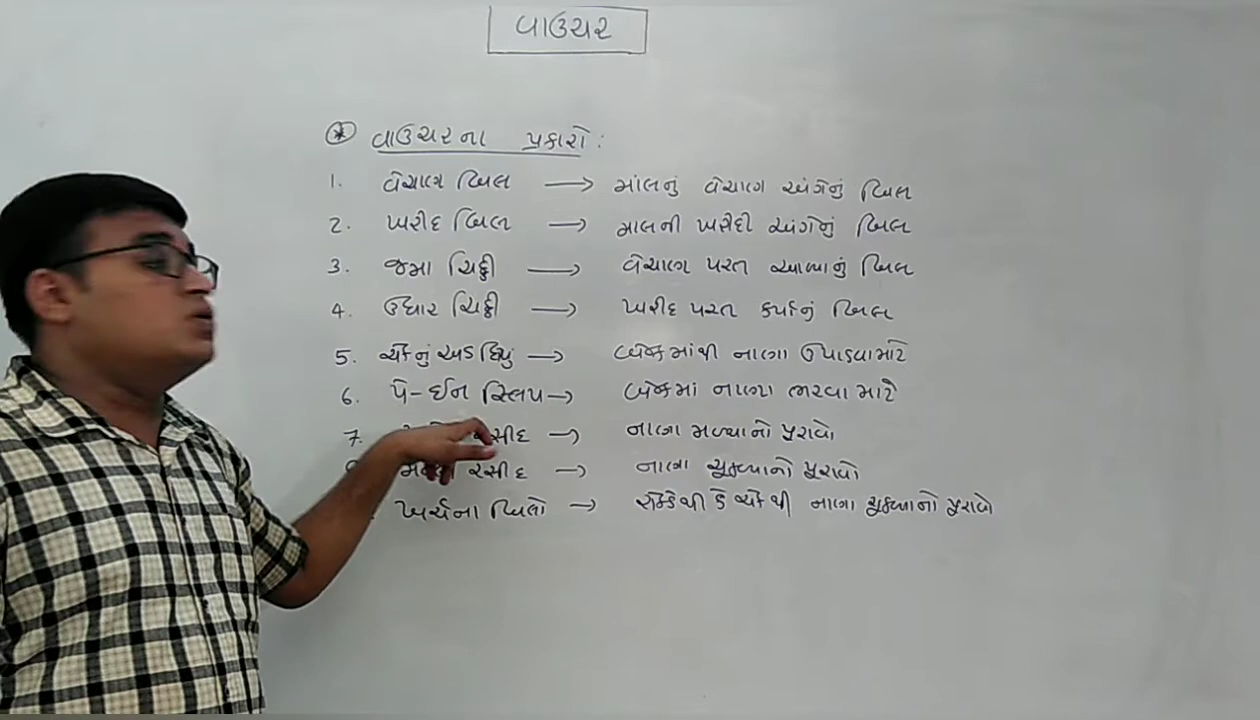 વાઉચર
* વાઉચરના પ્રકારો :
1. વેચાણ બિલ → માલનું વેચાણ અંગેનું બિલ
2. ખરીદ બિલ → માલની ખરીદી અંગેનું બિલ
3. જમા ચિઠ્ઠી → વેચાણ પરત આવ્યાનું બિલ
4. ઉધાર ચિઠ્ઠી → ખરીદ પરત કર્યાનું બિલ
5. ચેકનું અડધિયું → બેંકમાંથી નાણા ઉપાડવા માટે
6. પે-ઈન સ્લિપ → બેંકમાં નાણા ભરવા માટે
7. રસીદ → નાણા મળ્યાનો પુરાવો
રસીદ → નાણા ચૂકવ્યાનો પુરાવો
ખર્ચના બિલો → રોકડેથી કે ચેકથી નાણા ચૂકવ્યાનો પુરાવો